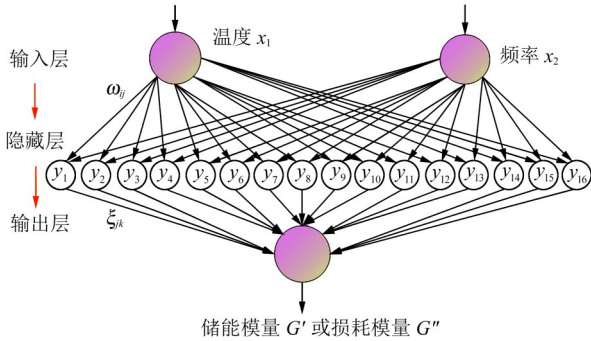 温度 x₁
频率 x₂
输入层
ωᵢⱼ
隐藏层
y₁ y₂ y₃ y₄ y₅ y₆ y₇ y₈ y₉ y₁₀ y₁₁ y₁₂ y₁₃ y₁₄ y₁₅ y₁₆
输出层
ξⱼₖ
储能模量 G′ 或损耗模量 G″